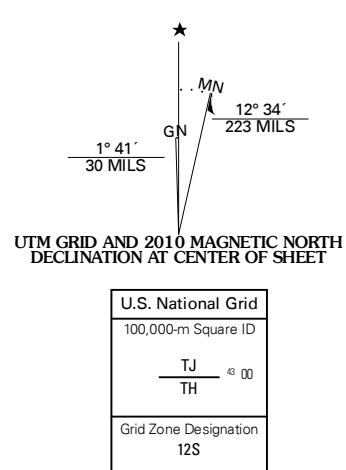 ★
MN
12° 34´
223 MILS
GN
1° 41´
30 MILS
UTM GRID AND 2010 MAGNETIC NORTH
DECLINATION AT CENTER OF SHEET
U.S. National Grid
100,000-m Square ID
TJ
TH
43 00
Grid Zone Designation
12S